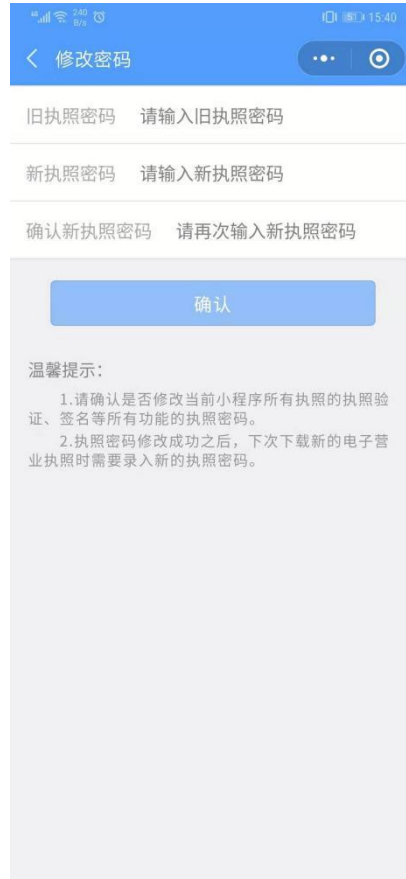 46 240 B/s 51 15:40
修改密码
旧执照密码 请输入旧执照密码
新执照密码 请输入新执照密码
确认新执照密码 请再次输入新执照密码
确认
温馨提示：
1.请确认是否修改当前小程序所有执照的执照验
证、签名等所有功能的执照密码。
2.执照密码修改成功之后，下次下载新的电子营
业执照时需要录入新的执照密码。